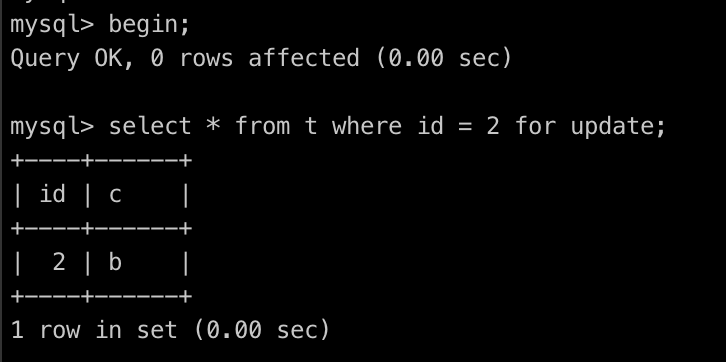 mysql> begin;
Query OK, 0 rows affected (0.00 sec)
mysql> select * from t where id = 2 for update;
+----+------+
| id | c    |
+----+------+
|  2 | b    |
+----+------+
1 row in set (0.00 sec)